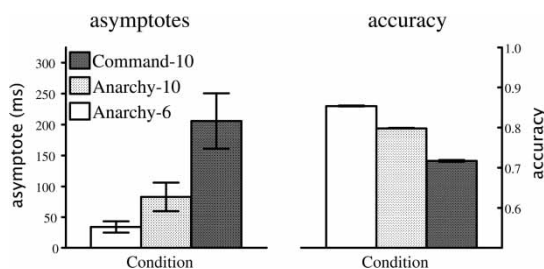 asymptotes
accuracy
Command-10
Anarchy-10
Anarchy-6
asymptote (ms)
300
250
200
150
100
50
0
Condition
Condition
1.0
0.9
0.8
0.7
0.6
accuracy